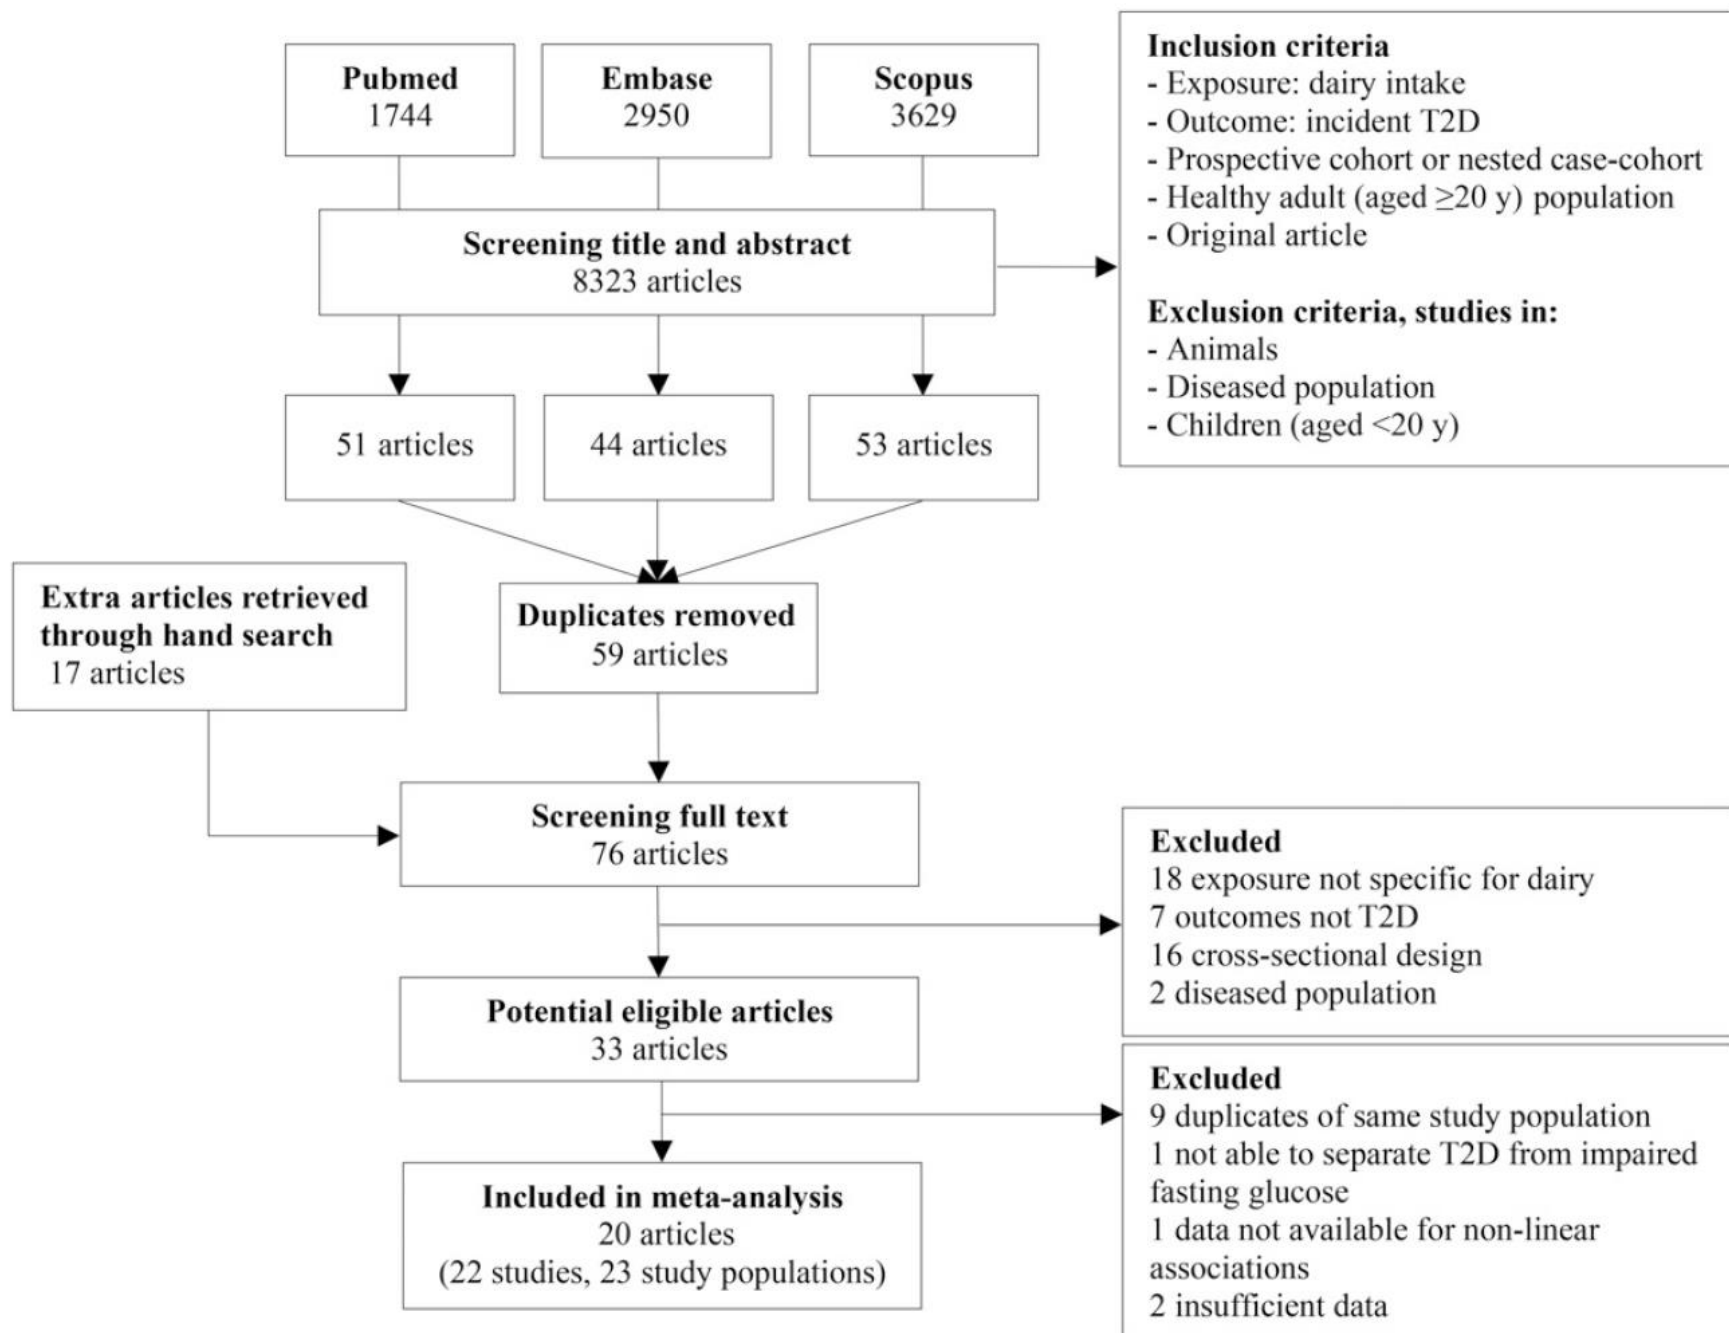 Pubmed
1744
Embase
2950
Scopus
3629
Inclusion criteria
- Exposure: dairy intake
- Outcome: incident T2D
- Prospective cohort or nested case-cohort
- Healthy adult (aged ≥20 y) population
- Original article
Exclusion criteria, studies in:
- Animals
- Diseased population
- Children (aged <20 y)
Screening title and abstract
8323 articles
51 articles
44 articles
53 articles
Extra articles retrieved
through hand search
17 articles
Duplicates removed
59 articles
Screening full text
76 articles
Excluded
18 exposure not specific for dairy
7 outcomes not T2D
16 cross-sectional design
2 diseased population
Potential eligible articles
33 articles
Excluded
9 duplicates of same study population
1 not able to separate T2D from impaired
fasting glucose
1 data not available for non-linear
associations
2 insufficient data
Included in meta-analysis
20 articles
(22 studies, 23 study populations)